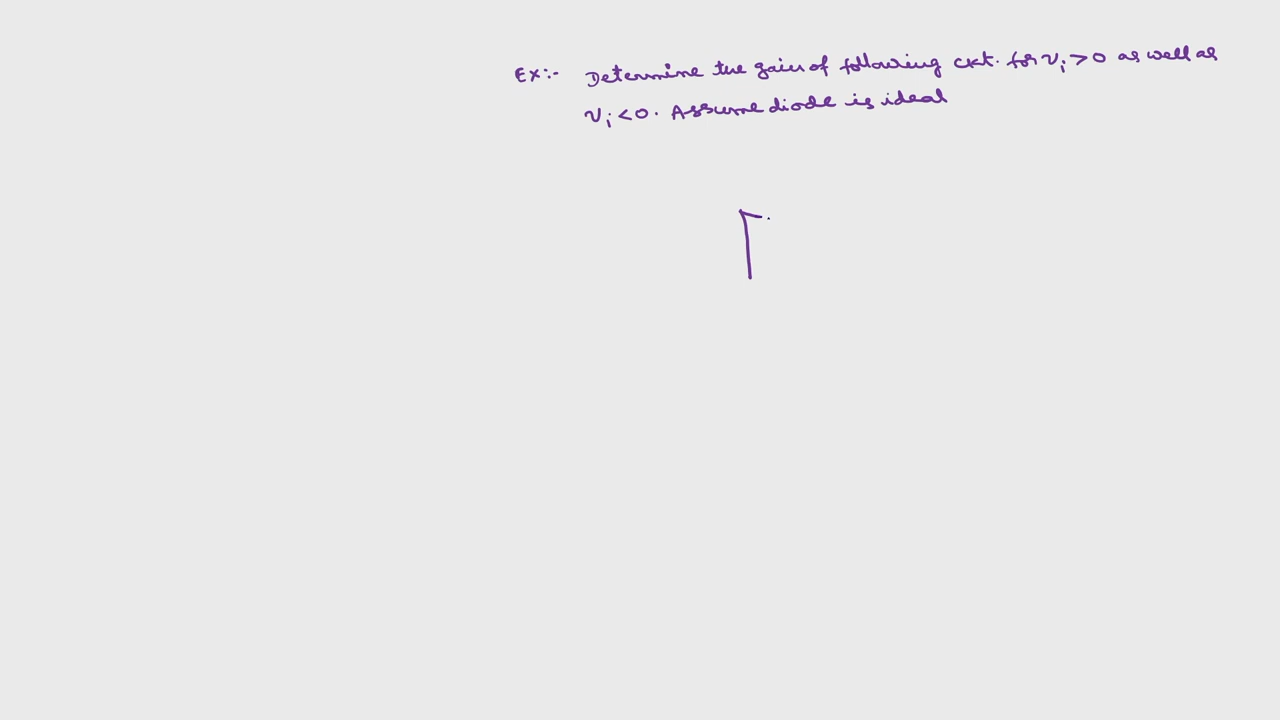 Ex:- Determine the gain of following ckt. for vi > 0 as well as
vi < 0. Assume diode is ideal